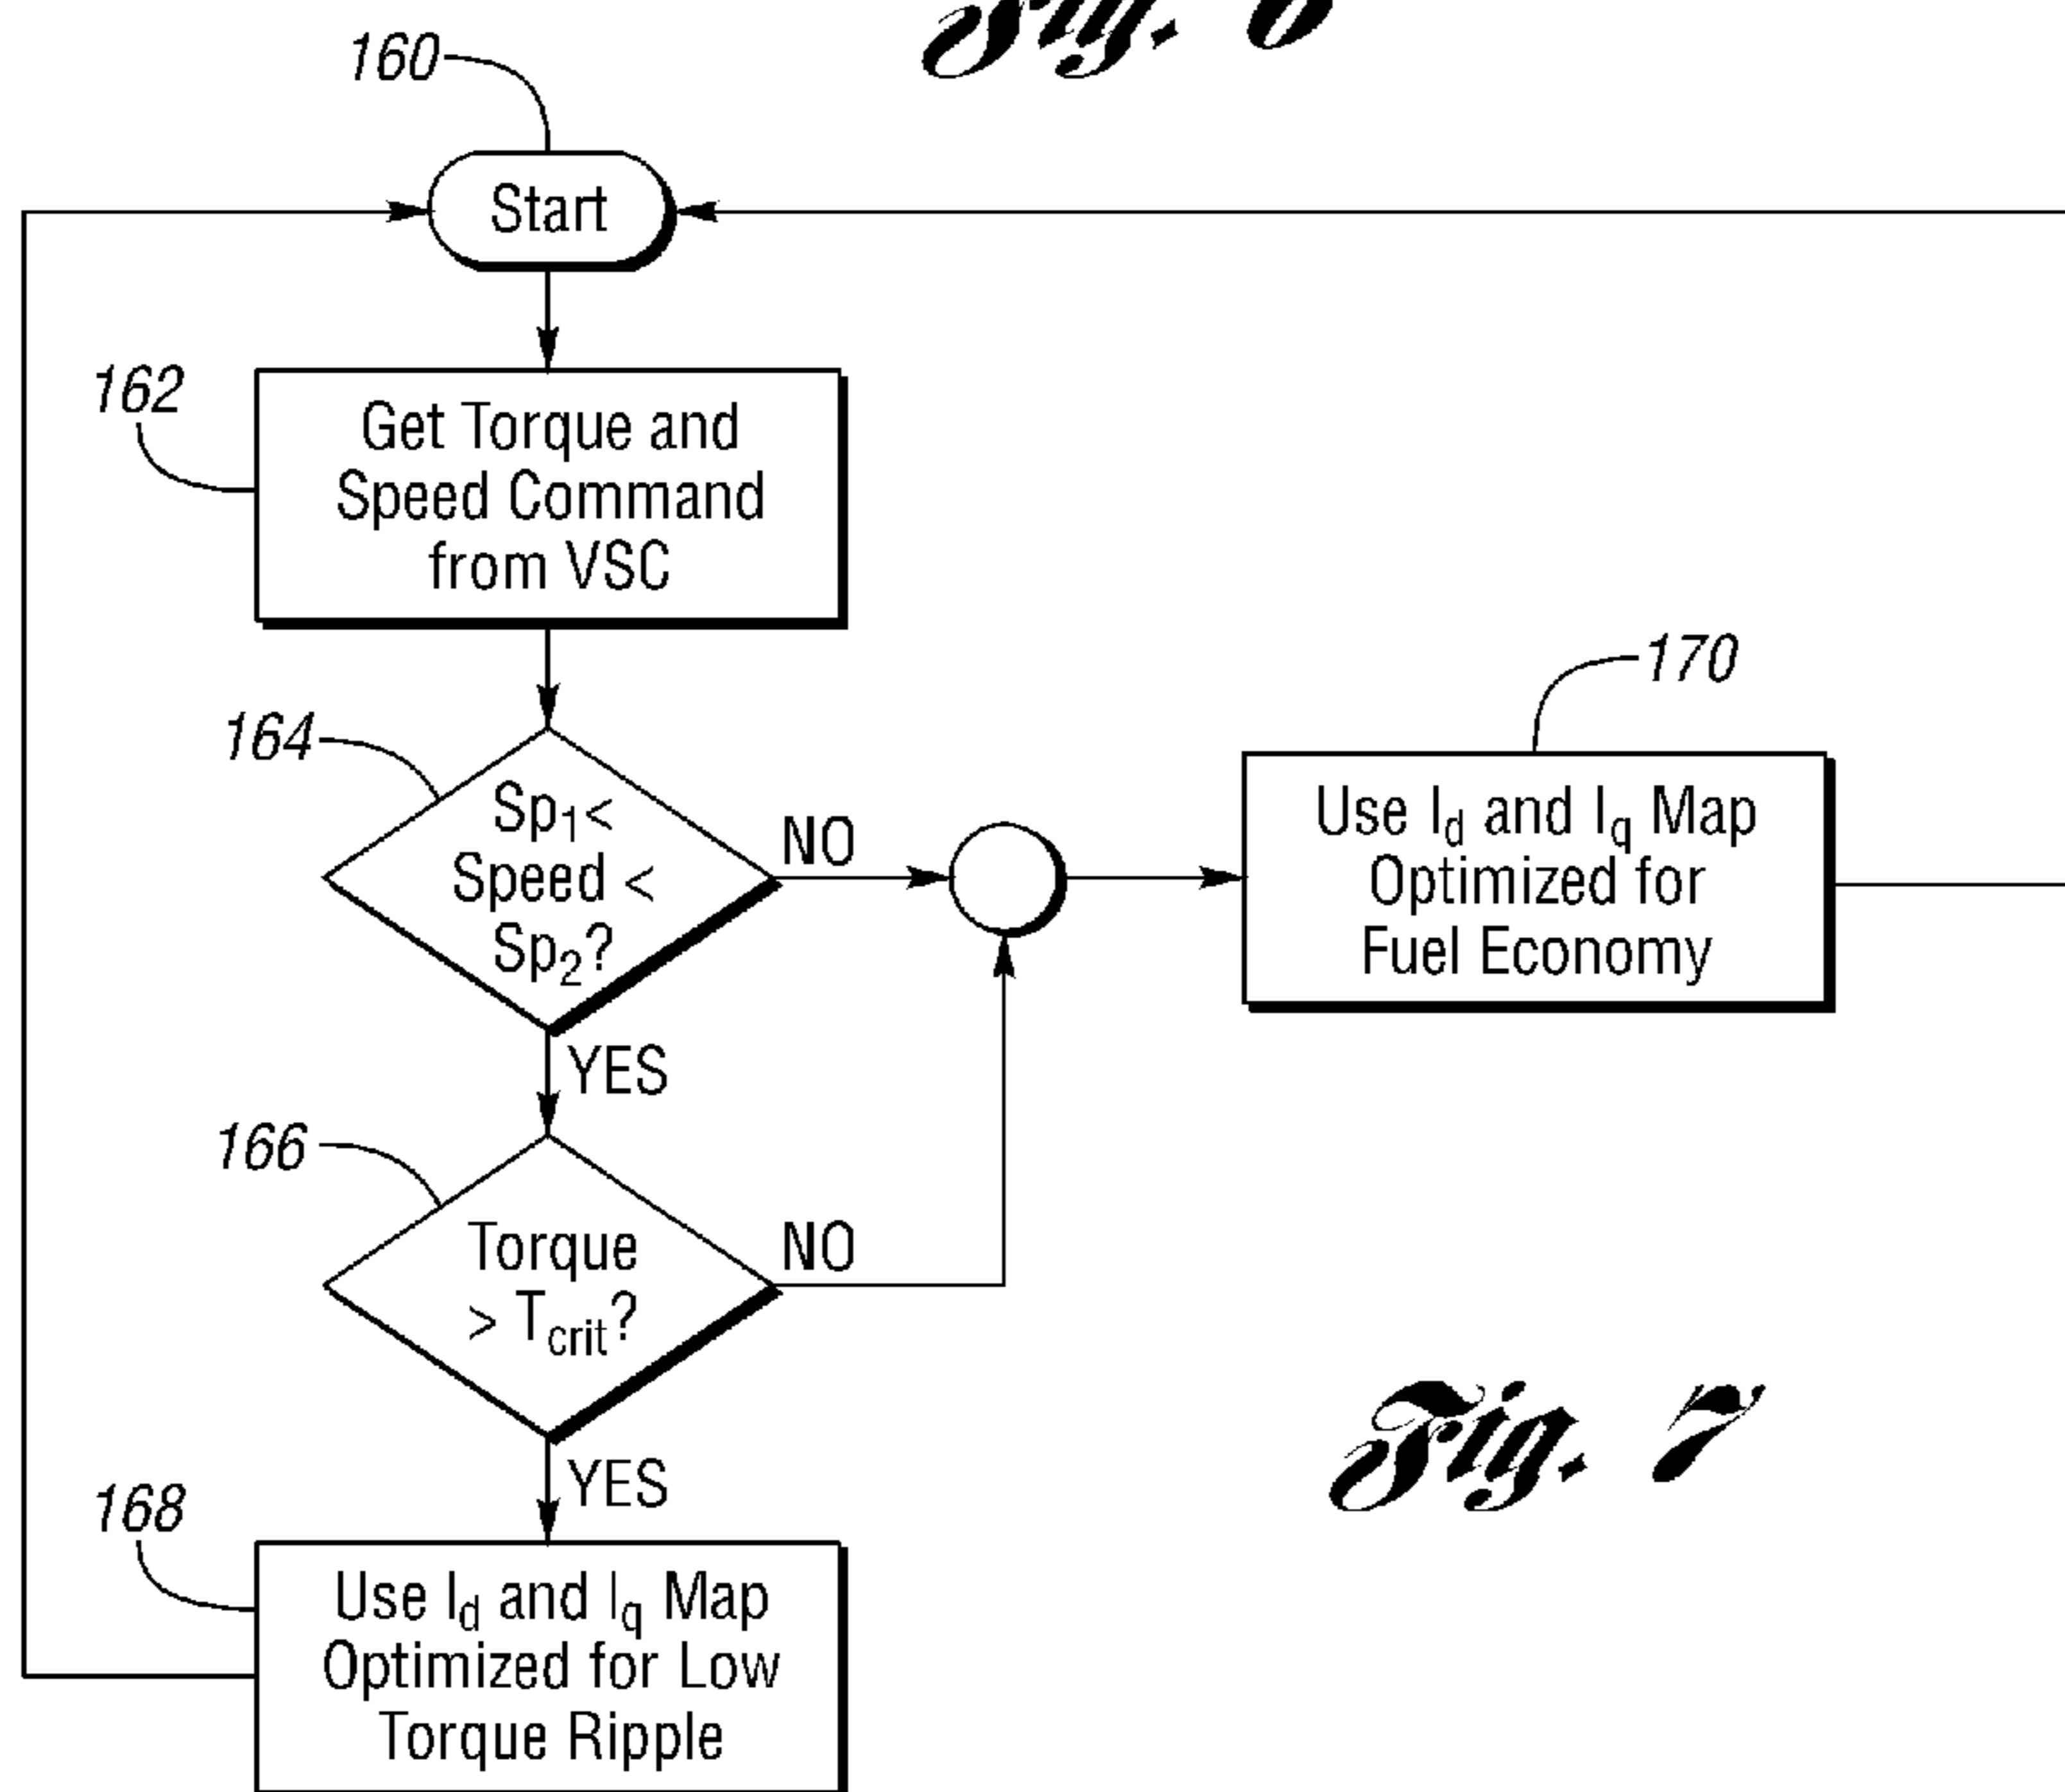 Fig. 6
160
Start
162
Get Torque and
Speed Command
from VSC
170
164
Sp1<
Speed <
Sp2?
NO
Use Id and Iq Map
Optimized for
Fuel Economy
YES
166
Torque
> Tcrit?
NO
YES
168
Use Id and Iq Map
Optimized for Low
Torque Ripple
Fig. 7